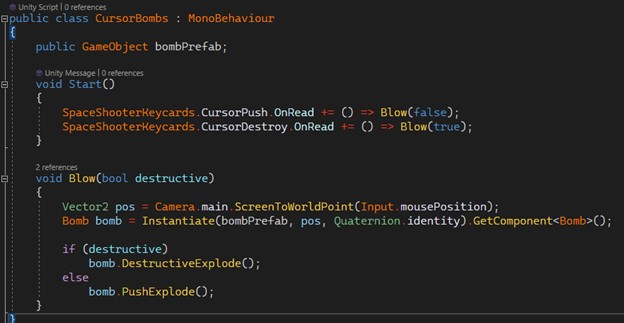 Unity Script | 0 references
public class CursorBombs : MonoBehaviour
{
public GameObject bombPrefab;
Unity Message | 0 references
void Start()
{
SpaceShooterKeycards.CursorPush.OnRead += () => Blow(false);
SpaceShooterKeycards.CursorDestroy.OnRead += () => Blow(true);
}
2 references
void Blow(bool destructive)
{
Vector2 pos = Camera.main.ScreenToWorldPoint(Input.mousePosition);
Bomb bomb = Instantiate(bombPrefab, pos, Quaternion.identity).GetComponent<Bomb>();
if (destructive)
bomb.DestructiveExplode();
else
bomb.PushExplode();
}
}